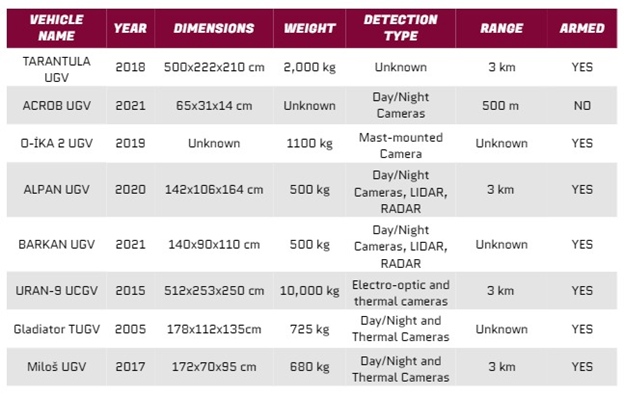 VEHICLE NAME YEAR DIMENSIONS WEIGHT DETECTION TYPE RANGE ARMED
TARANTULA UGV 2018 500x222x210 cm 2,000 kg Unknown 3 km YES
ACROB UGV 2021 65x31x14 cm Unknown Day/Night Cameras 500 m NO
O-İKA 2 UGV 2019 Unknown 1100 kg Mast-mounted Camera Unknown YES
ALPAN UGV 2020 142x106x164 cm 500 kg Day/Night Cameras, LIDAR, RADAR 3 km YES
BARKAN UGV 2021 140x90x110 cm 500 kg Day/Night Cameras, LIDAR, RADAR Unknown YES
URAN-9 UCGV 2015 512x253x250 cm 10,000 kg Electro-optic and thermal cameras 3 km YES
Gladiator TUGV 2005 178x112x135cm 725 kg Day/Night and Thermal Cameras Unknown YES
Miloš UGV 2017 172x70x95 cm 680 kg Day/Night and Thermal Cameras 3 km YES